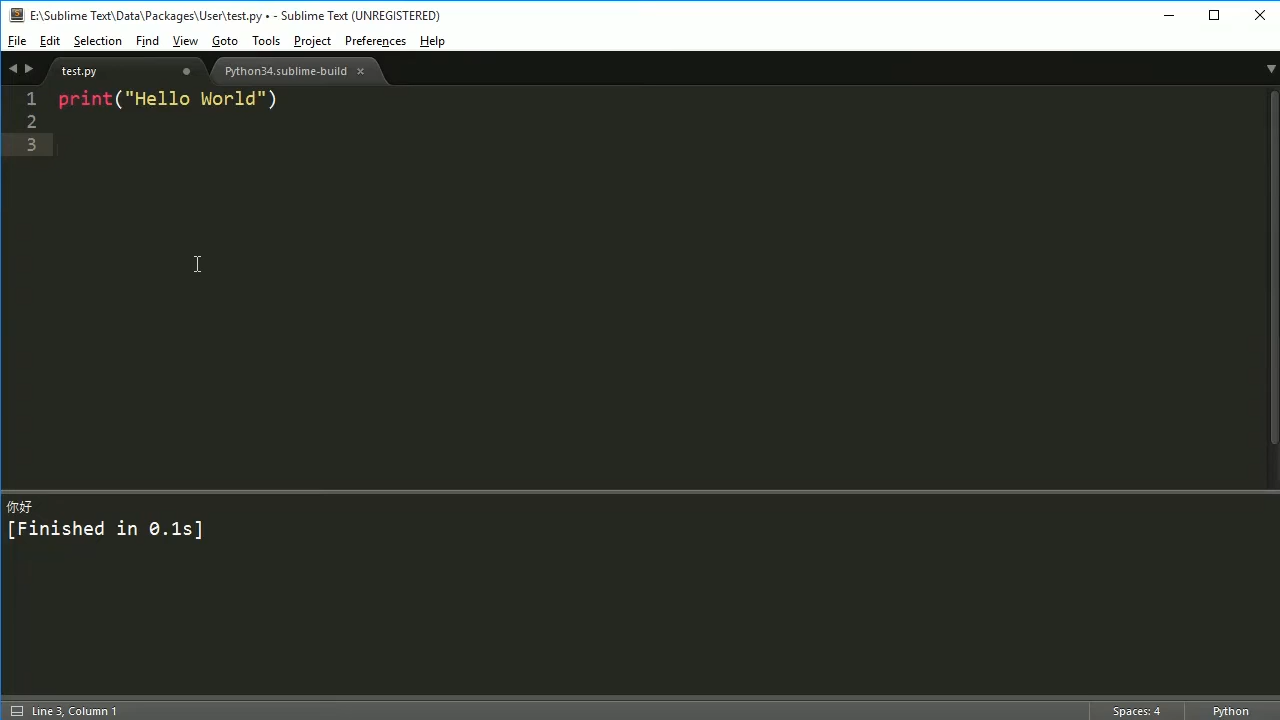 E:\Sublime Text\Data\Packages\User\test.py • - Sublime Text (UNREGISTERED)
File Edit Selection Find View Goto Tools Project Preferences Help
test.py Python34.sublime-build
1 print("Hello World")
2
3
你好
[Finished in 0.1s]
Line 3, Column 1 Spaces: 4 Python